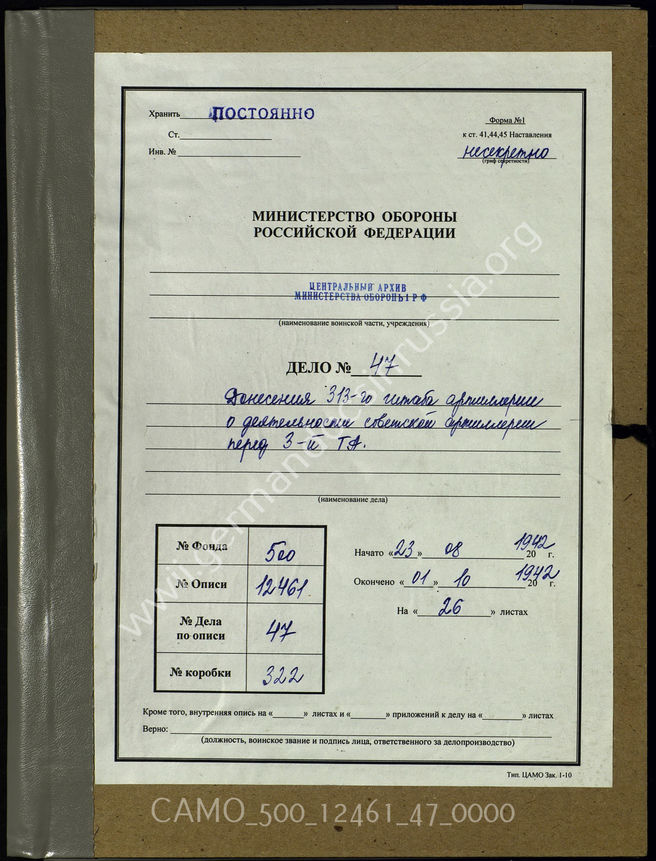 Хранить ПОСТОЯННО
Ст.
Инв. №
Форма №1
к ст. 41,44,45 Наставления
несекретно
(гриф секретности)
МИНИСТЕРСТВО ОБОРОНЫ
РОССИЙСКОЙ ФЕДЕРАЦИИ
ЦЕНТРАЛЬНЫЙ АРХИВ
МИНИСТЕРСТВА ОБОРОНЫ РФ
(наименование воинской части, учреждения)
ДЕЛО № 47
Донесения 313-го штаба артиллерии
о деятельности советской артиллерии
перед 3-й ТА.
(наименование дела)
№ Фонда 500
№ Описи 12461
№ Дела
по описи 47
№ коробки 322
Начато «23» 08 1942 20 г.
Окончено «01» 10 1942 20 г.
На « 26 » листах
Кроме того, внутренняя опись на « » листах и « » приложений к делу на « » листах
Верно:
(должность, воинское звание и подпись лица, ответственного за делопроизводство)
Тип. ЦАМО Зак. 1-10
www.germandocsinrussia.org
CAMO_500_12461_47_0000